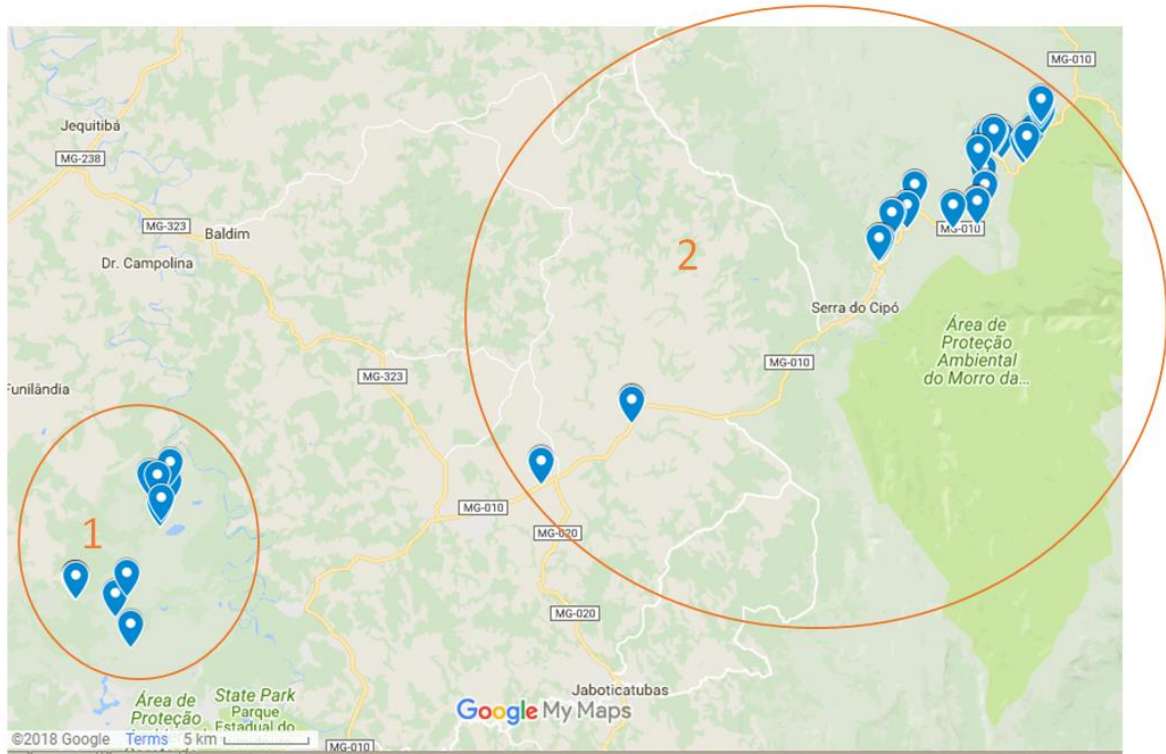 MG-010
Jequitibá
MG-238
MG-323
Baldim
Dr. Campolina
2
MG-010
Serra do Cipó
Área de
Proteção
Ambiental
do Morro da...
MG-010
MG-323
Funilândia
MG-010
MG-020
1
MG-020
Jaboticatubas
Área de
Proteção
State Park
Parque
Estadual do
Google My Maps
©2018 Google Terms 5 km
MG-010